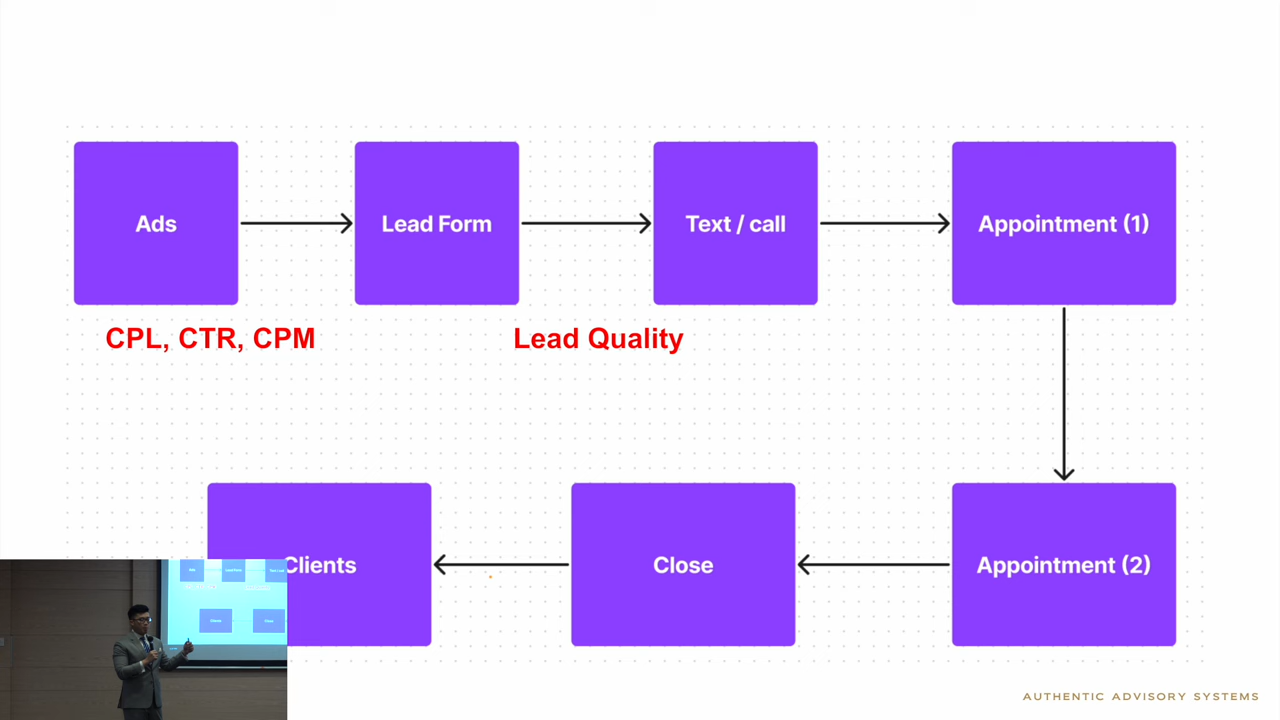 Ads
Lead Form
Text / call
Appointment (1)
CPL, CTR, CPM
Lead Quality
Clients
Close
Appointment (2)
AUTHENTIC ADVISORY SYSTEMS